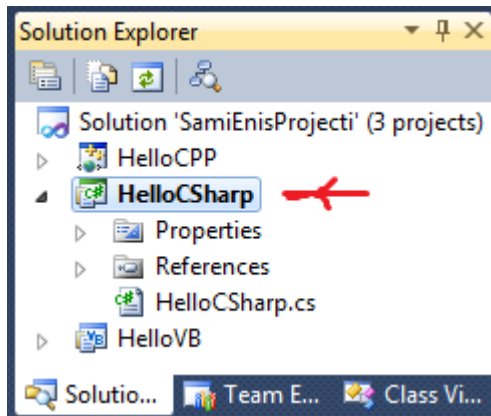 Solution Explorer
Solution 'SamiEnisProjecti' (3 projects)
HelloCPP
HelloCSharp
Properties
References
HelloCSharp.cs
HelloVB
Solutio... Team E... Class Vi...